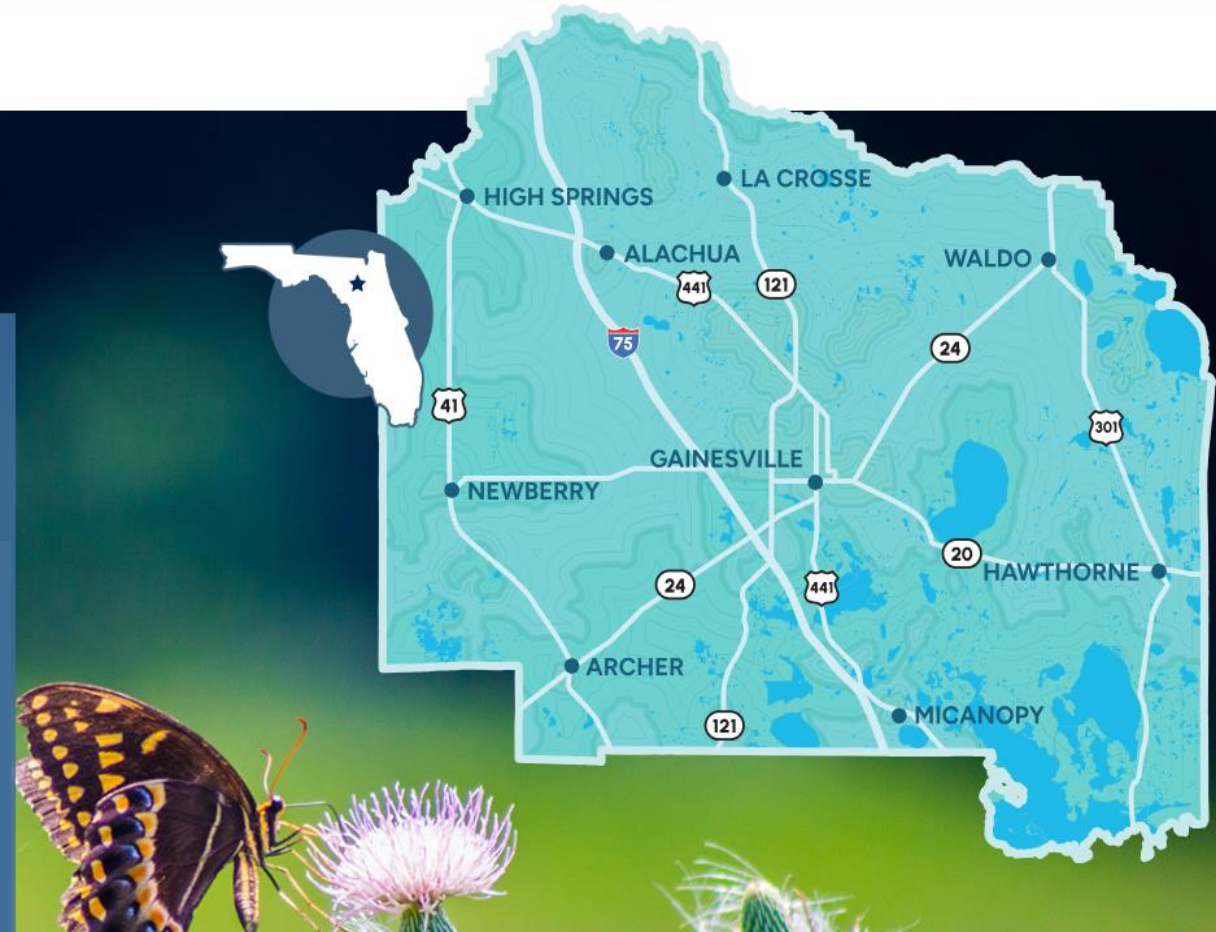 LA CROSSE
HIGH SPRINGS
ALACHUA
WALDO
441
121
75
24
41
301
GAINESVILLE
NEWBERRY
20
HAWTHORNE
24
441
ARCHER
MICANOPY
121